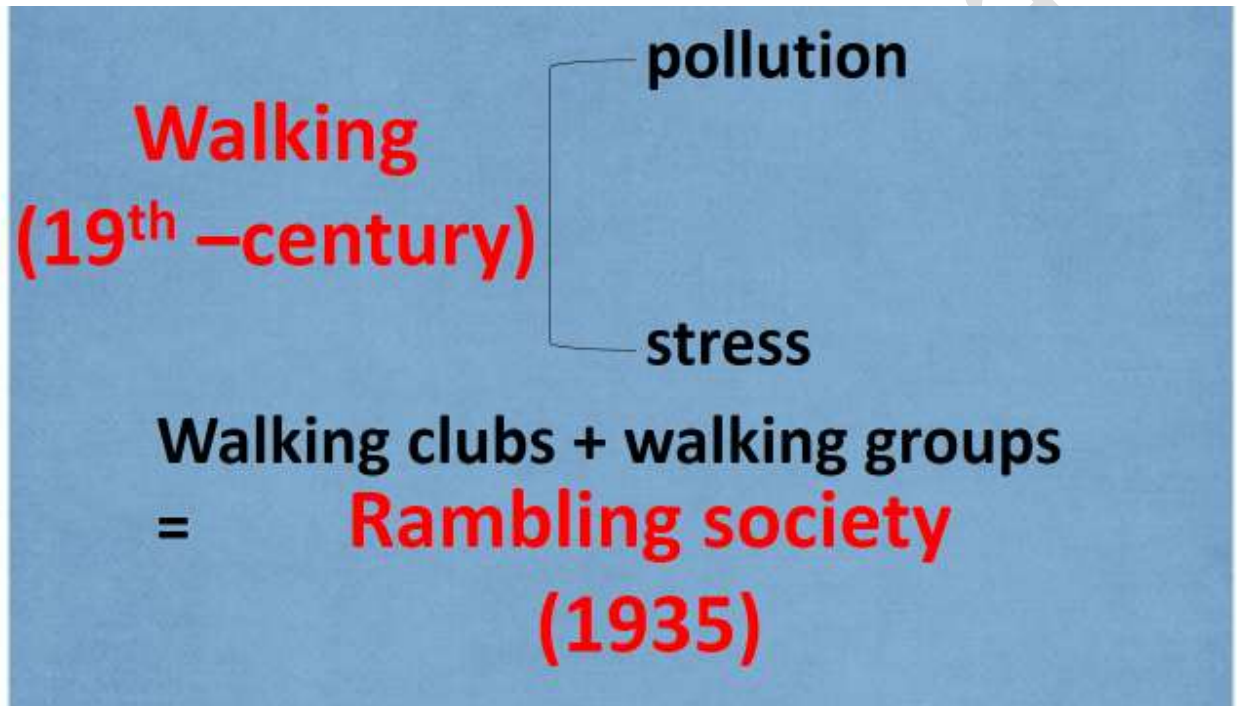 pollution
Walking
(19th –century)
stress
Walking clubs + walking groups
= Rambling society
(1935)